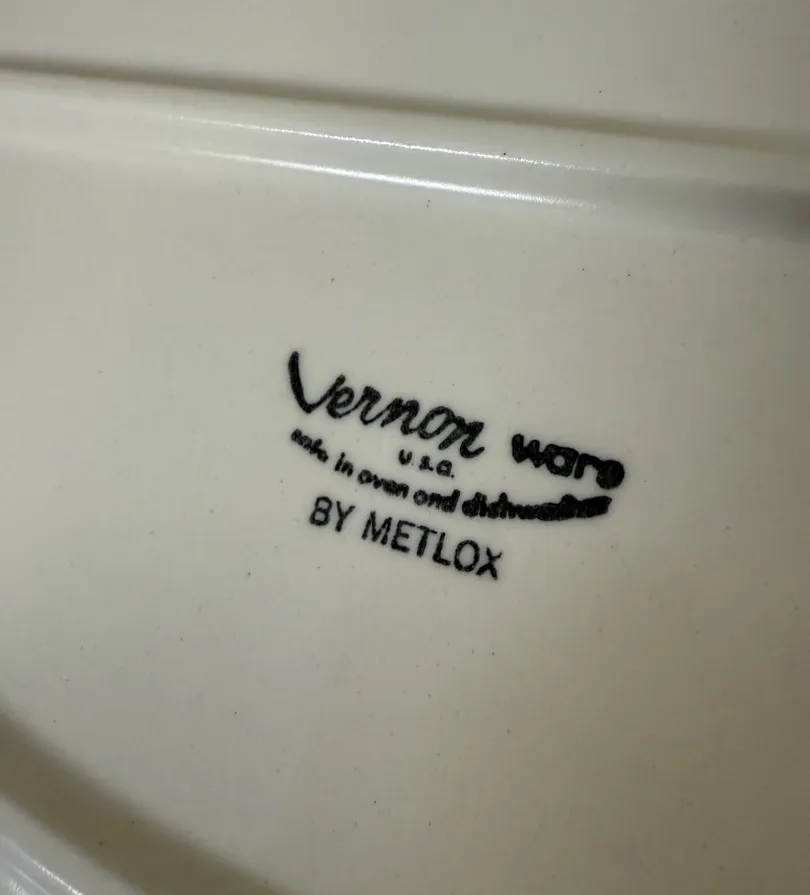 Vernon ware
U.S.A.
safe in oven and dishwasher
BY METLOX